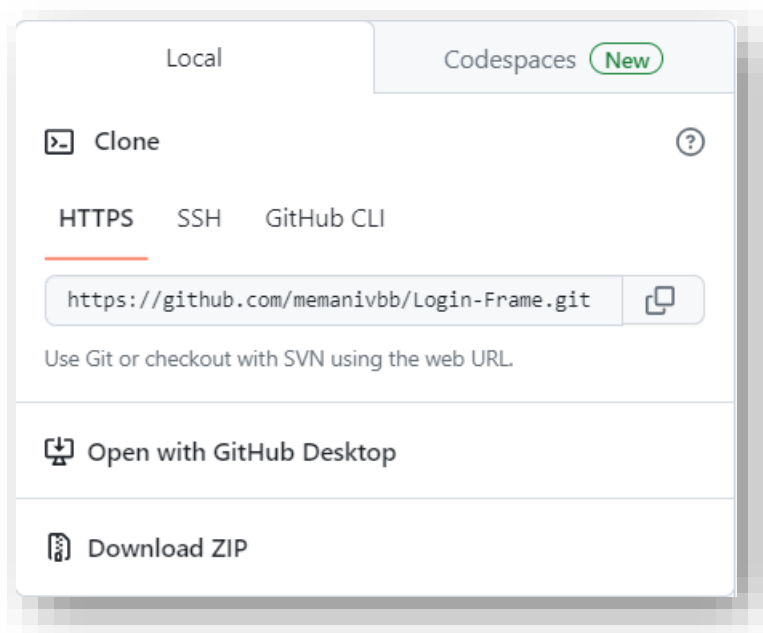 Local
Codespaces New
Clone
HTTPS SSH GitHub CLI
https://github.com/memanivbb/Login-Frame.git
Use Git or checkout with SVN using the web URL.
Open with GitHub Desktop
Download ZIP